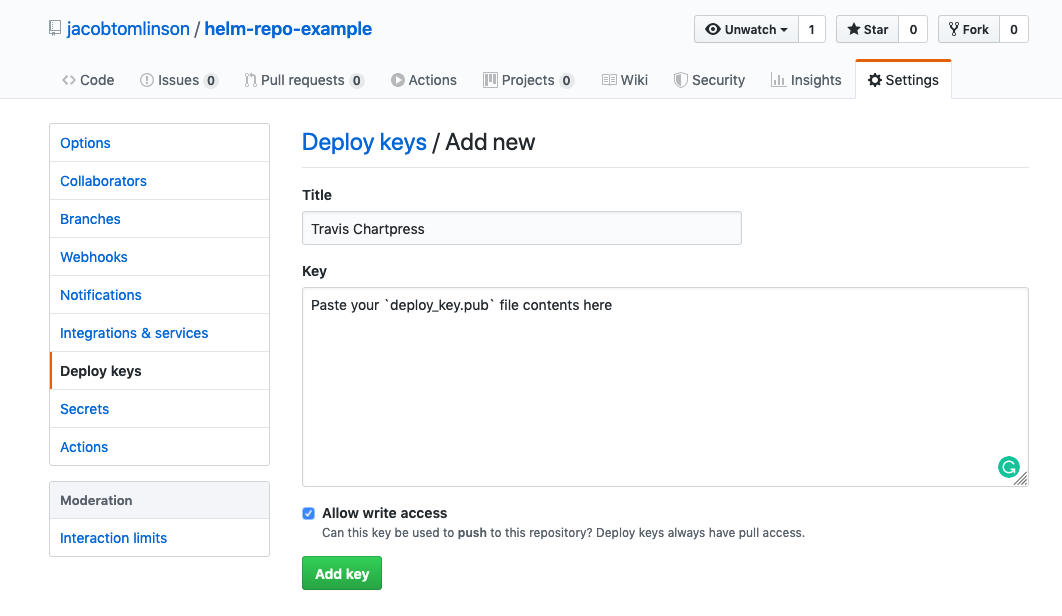 jacobtomlinson / helm-repo-example
Unwatch 1 Star 0 Fork 0
Code Issues 0 Pull requests 0 Actions Projects 0 Wiki Security Insights Settings
Options
Collaborators
Branches
Webhooks
Notifications
Integrations & services
Deploy keys
Secrets
Actions
Moderation
Interaction limits
Deploy keys / Add new
Title
Travis Chartpress
Key
Paste your `deploy_key.pub` file contents here
Allow write access
Can this key be used to push to this repository? Deploy keys always have pull access.
Add key